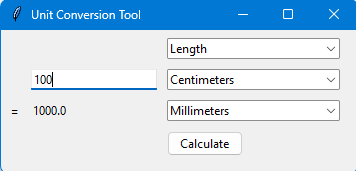 Unit Conversion Tool
Length
100 Centimeters
= 1000.0 Millimeters
Calculate